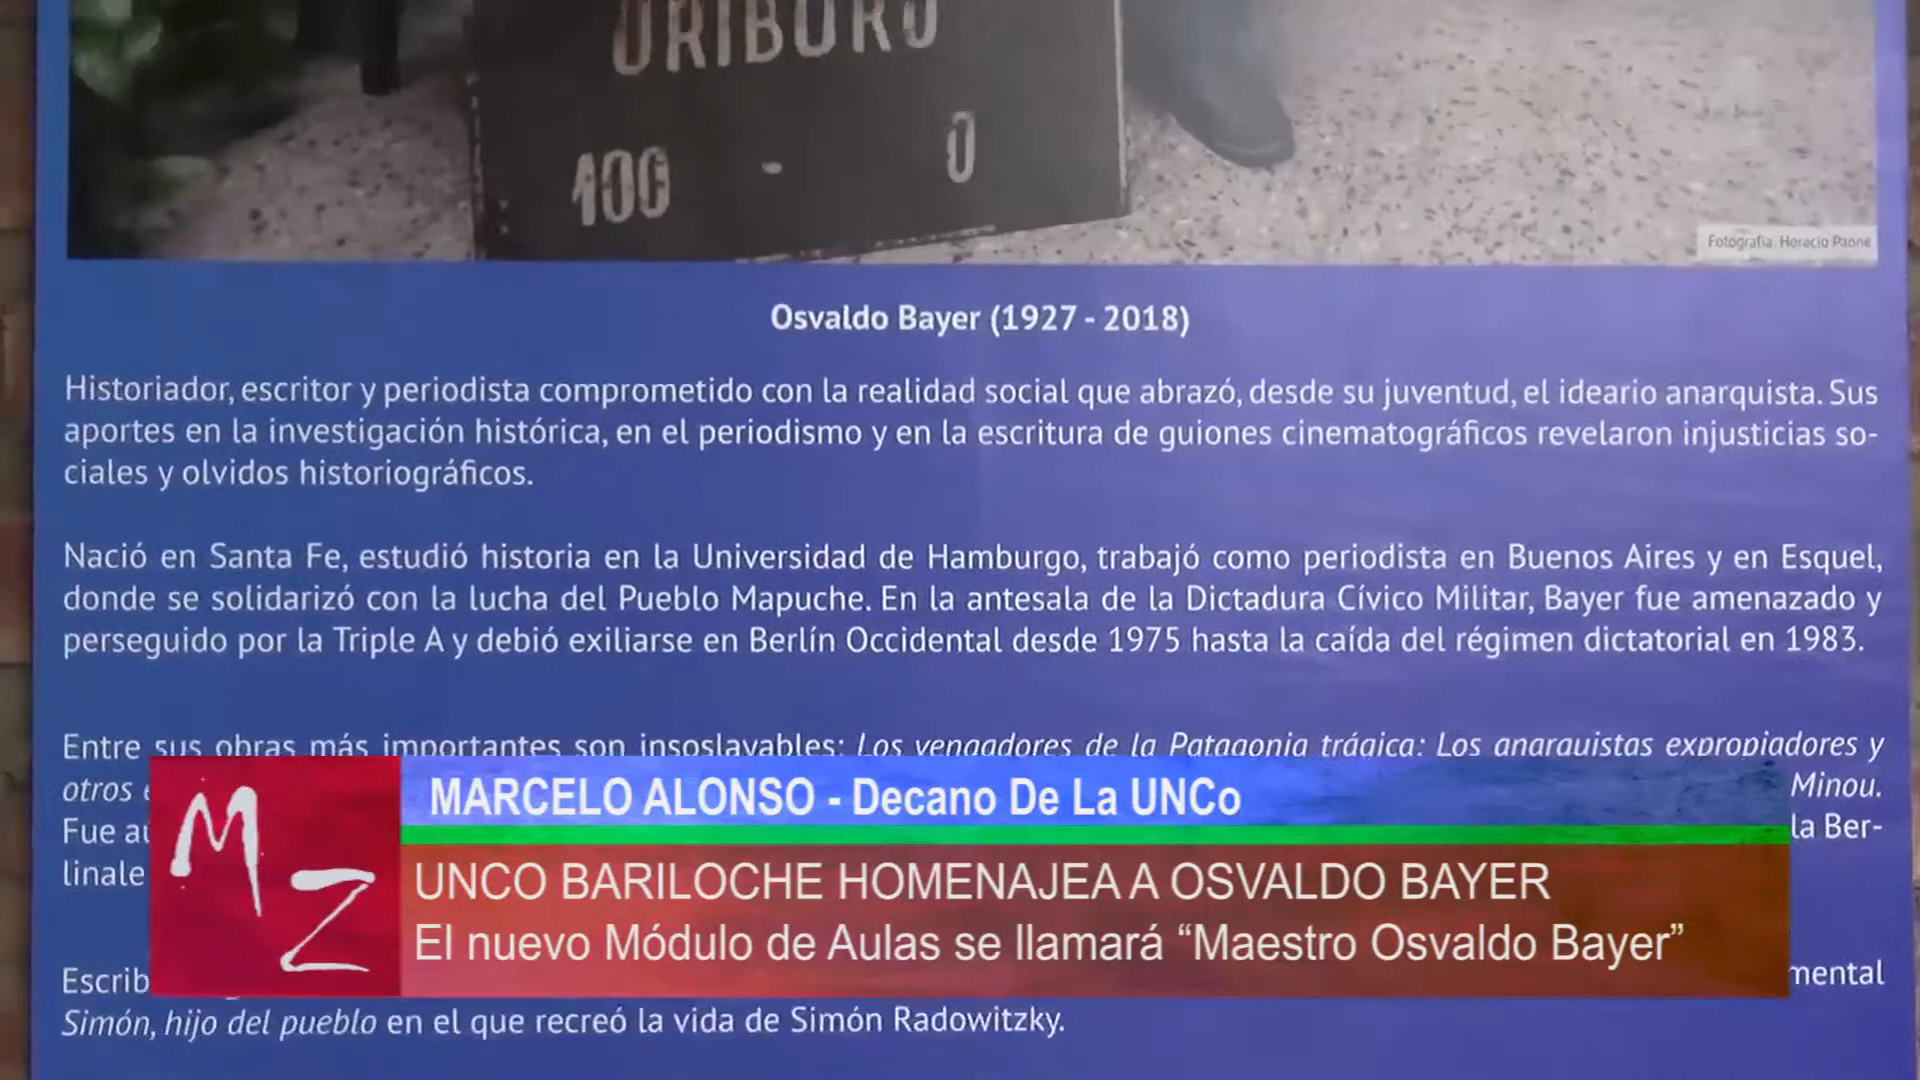 URIBURU
100 - 0
Fotografía: Horacio Paone
Osvaldo Bayer (1927 - 2018)
Historiador, escritor y periodista comprometido con la realidad social que abrazó, desde su juventud, el ideario anarquista. Sus
aportes en la investigación histórica, en el periodismo y en la escritura de guiones cinematográficos revelaron injusticias so-
ciales y olvidos historiográficos.
Nació en Santa Fe, estudió historia en la Universidad de Hamburgo, trabajó como periodista en Buenos Aires y en Esquel,
donde se solidarizó con la lucha del Pueblo Mapuche. En la antesala de la Dictadura Cívico Militar, Bayer fue amenazado y
perseguido por la Triple A y debió exiliarse en Berlín Occidental desde 1975 hasta la caída del régimen dictatorial en 1983.
Entre sus obras más importantes son insoslayables: Los vengadores de la Patagonia trágica: Los anarquistas expropiadores y
otros Minou.
Fue la Ber-
linale
MZ
MARCELO ALONSO - Decano De La UNCo
UNCO BARILOCHE HOMENAJEA A OSVALDO BAYER
El nuevo Módulo de Aulas se llamará “Maestro Osvaldo Bayer”
Escrib mental
Simón, hijo del pueblo en el que recreó la vida de Simón Radowitzky.